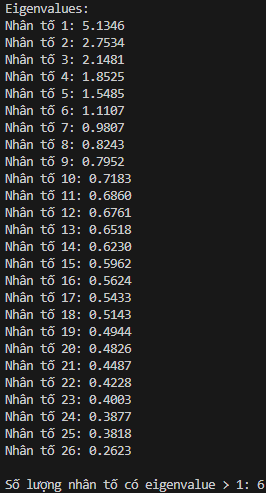 Eigenvalues:
Nhân tố 1: 5.1346
Nhân tố 2: 2.7534
Nhân tố 3: 2.1481
Nhân tố 4: 1.8525
Nhân tố 5: 1.5485
Nhân tố 6: 1.1107
Nhân tố 7: 0.9807
Nhân tố 8: 0.8243
Nhân tố 9: 0.7952
Nhân tố 10: 0.7183
Nhân tố 11: 0.6860
Nhân tố 12: 0.6761
Nhân tố 13: 0.6518
Nhân tố 14: 0.6230
Nhân tố 15: 0.5962
Nhân tố 16: 0.5624
Nhân tố 17: 0.5433
Nhân tố 18: 0.5143
Nhân tố 19: 0.4944
Nhân tố 20: 0.4826
Nhân tố 21: 0.4487
Nhân tố 22: 0.4228
Nhân tố 23: 0.4003
Nhân tố 24: 0.3877
Nhân tố 25: 0.3818
Nhân tố 26: 0.2623
Số lượng nhân tố có eigenvalue > 1: 6